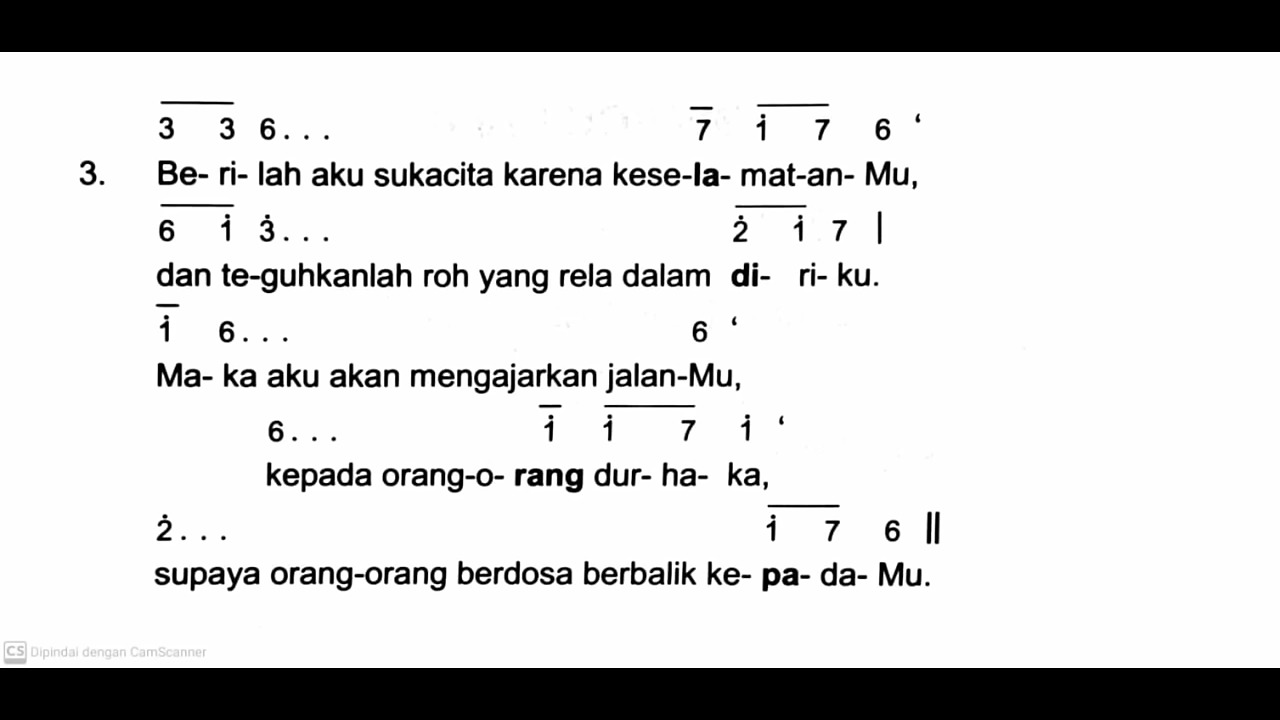 3 3 6... 7 i̇ 7 6 ‘
3. Be- ri- lah aku sukacita karena kese-la- mat-an- Mu,
6 i̇ 3̇... 2̇ i̇ 7 |
dan te-guhkanlah roh yang rela dalam di- ri- ku.
i̇ 6... 6 ‘
Ma- ka aku akan mengajarkan jalan-Mu,
6... i̇ i̇ 7 i̇ ‘
kepada orang-o- rang dur- ha- ka,
2̇... i̇ 7 6 ||
supaya orang-orang berdosa berbalik ke- pa- da- Mu.
CS Dipindai dengan CamScanner